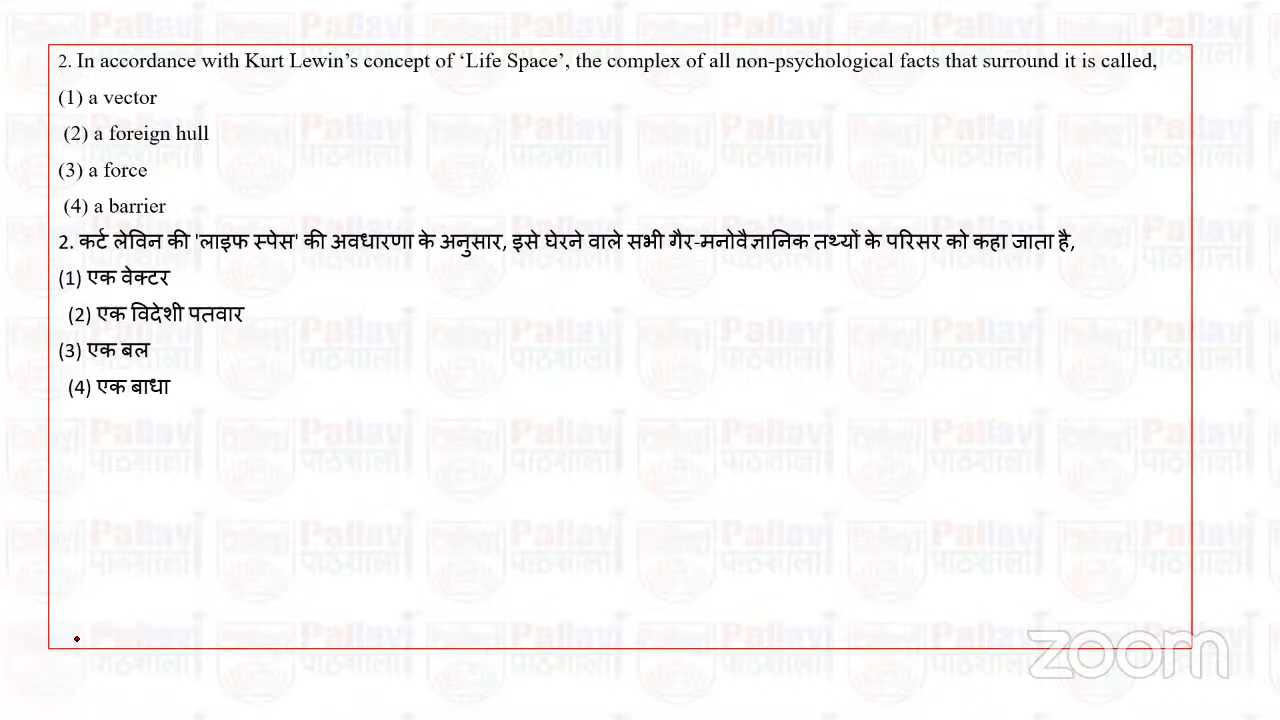 2. In accordance with Kurt Lewin’s concept of ‘Life Space’, the complex of all non-psychological facts that surround it is called,
(1) a vector
(2) a foreign hull
(3) a force
(4) a barrier
2. कर्ट लेविन की 'लाइफ स्पेस' की अवधारणा के अनुसार, इसे घेरने वाले सभी गैर-मनोवैज्ञानिक तथ्यों के परिसर को कहा जाता है,
(1) एक वेक्टर
(2) एक विदेशी पतवार
(3) एक बल
(4) एक बाधा
zoom